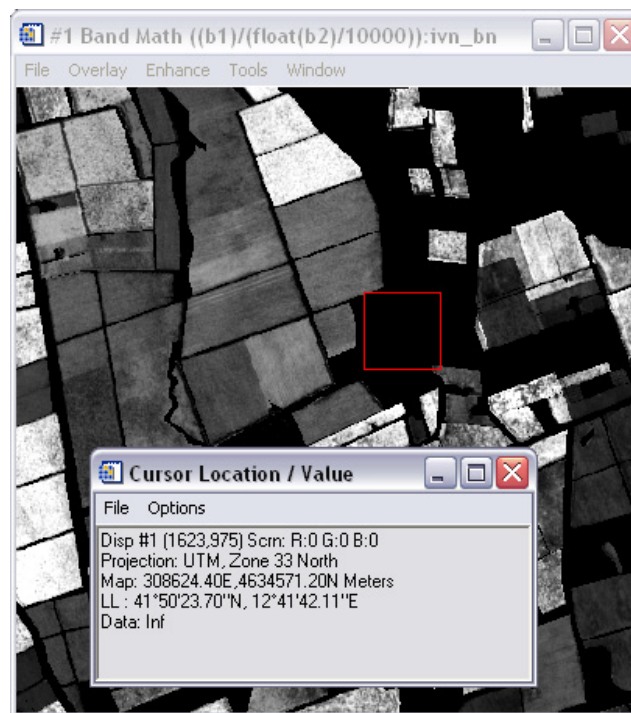 #1 Band Math ((b1)/(float(b2)/10000)):ivn_bn
File Overlay Enhance Tools Window
Cursor Location / Value
File Options
Disp #1 (1623,975) Scrn: R:0 G:0 B:0
Projection: UTM, Zone 33 North
Map: 308624.40E,4634571.20N Meters
LL : 41°50'23.70"N, 12°41'42.11"E
Data: Inf